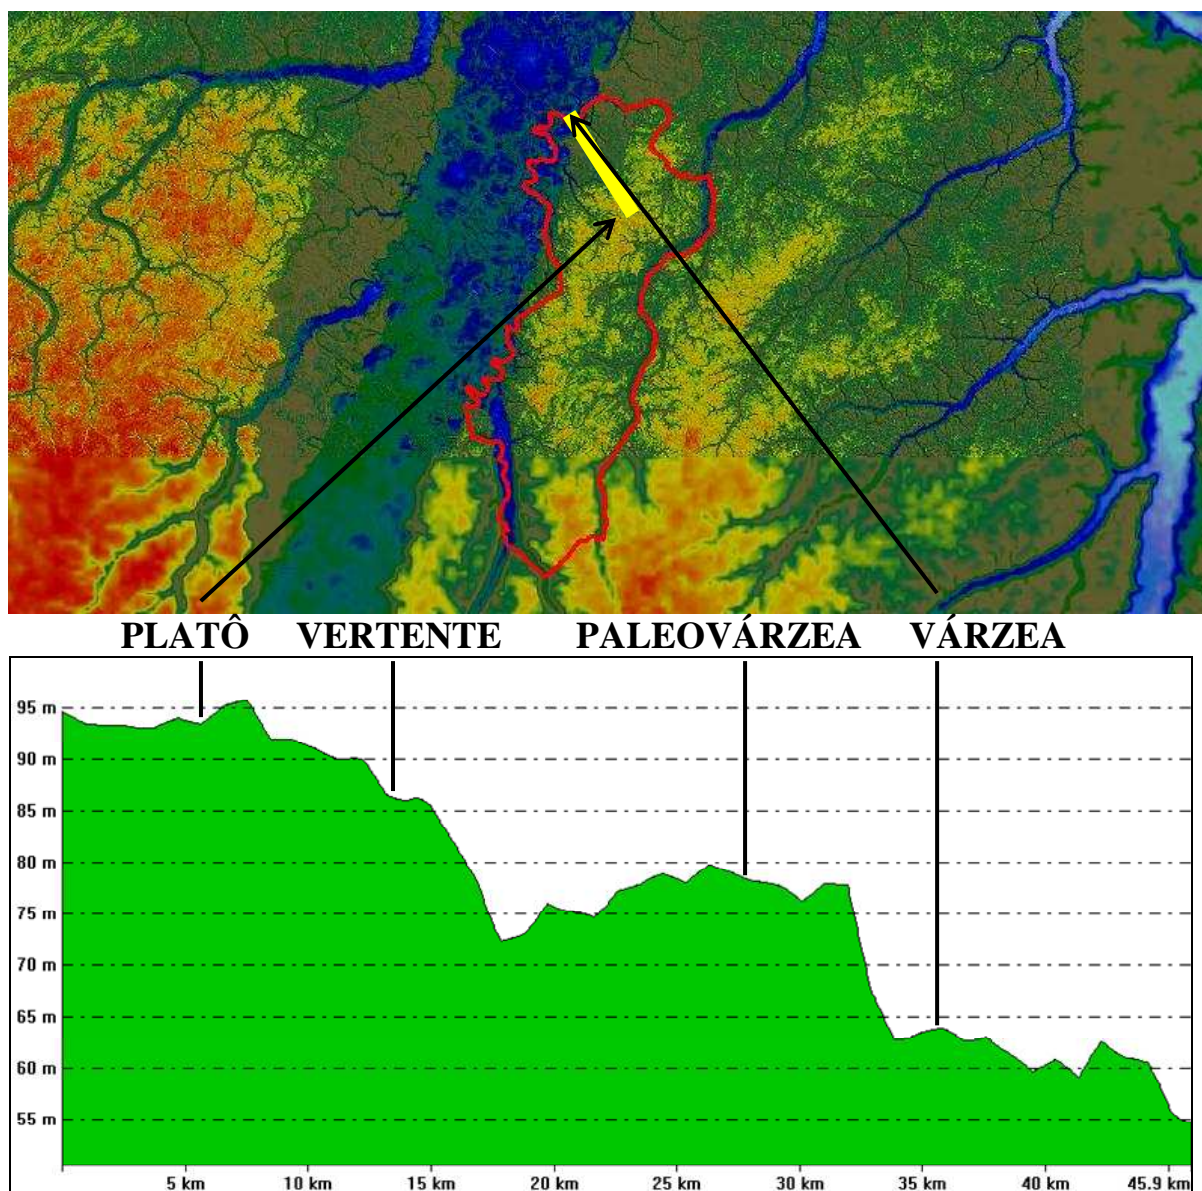 PLATÔ VERTENTE PALEOVÁRZEA VÁRZEA
95 m
90 m
85 m
80 m
75 m
70 m
65 m
60 m
55 m
5 km 10 km 15 km 20 km 25 km 30 km 35 km 40 km 45.9 km